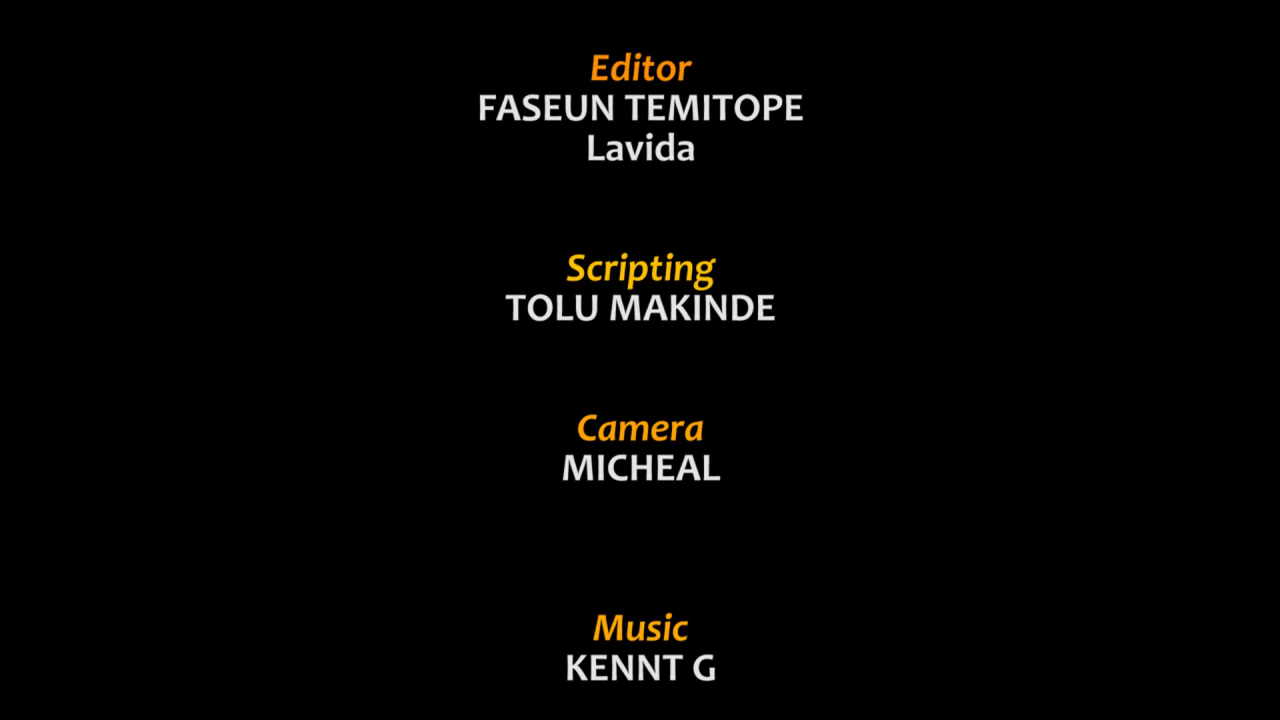 Editor
FASEUN TEMITOPE
Lavida
Scripting
TOLU MAKINDE
Camera
MICHEAL
Music
KENNT G